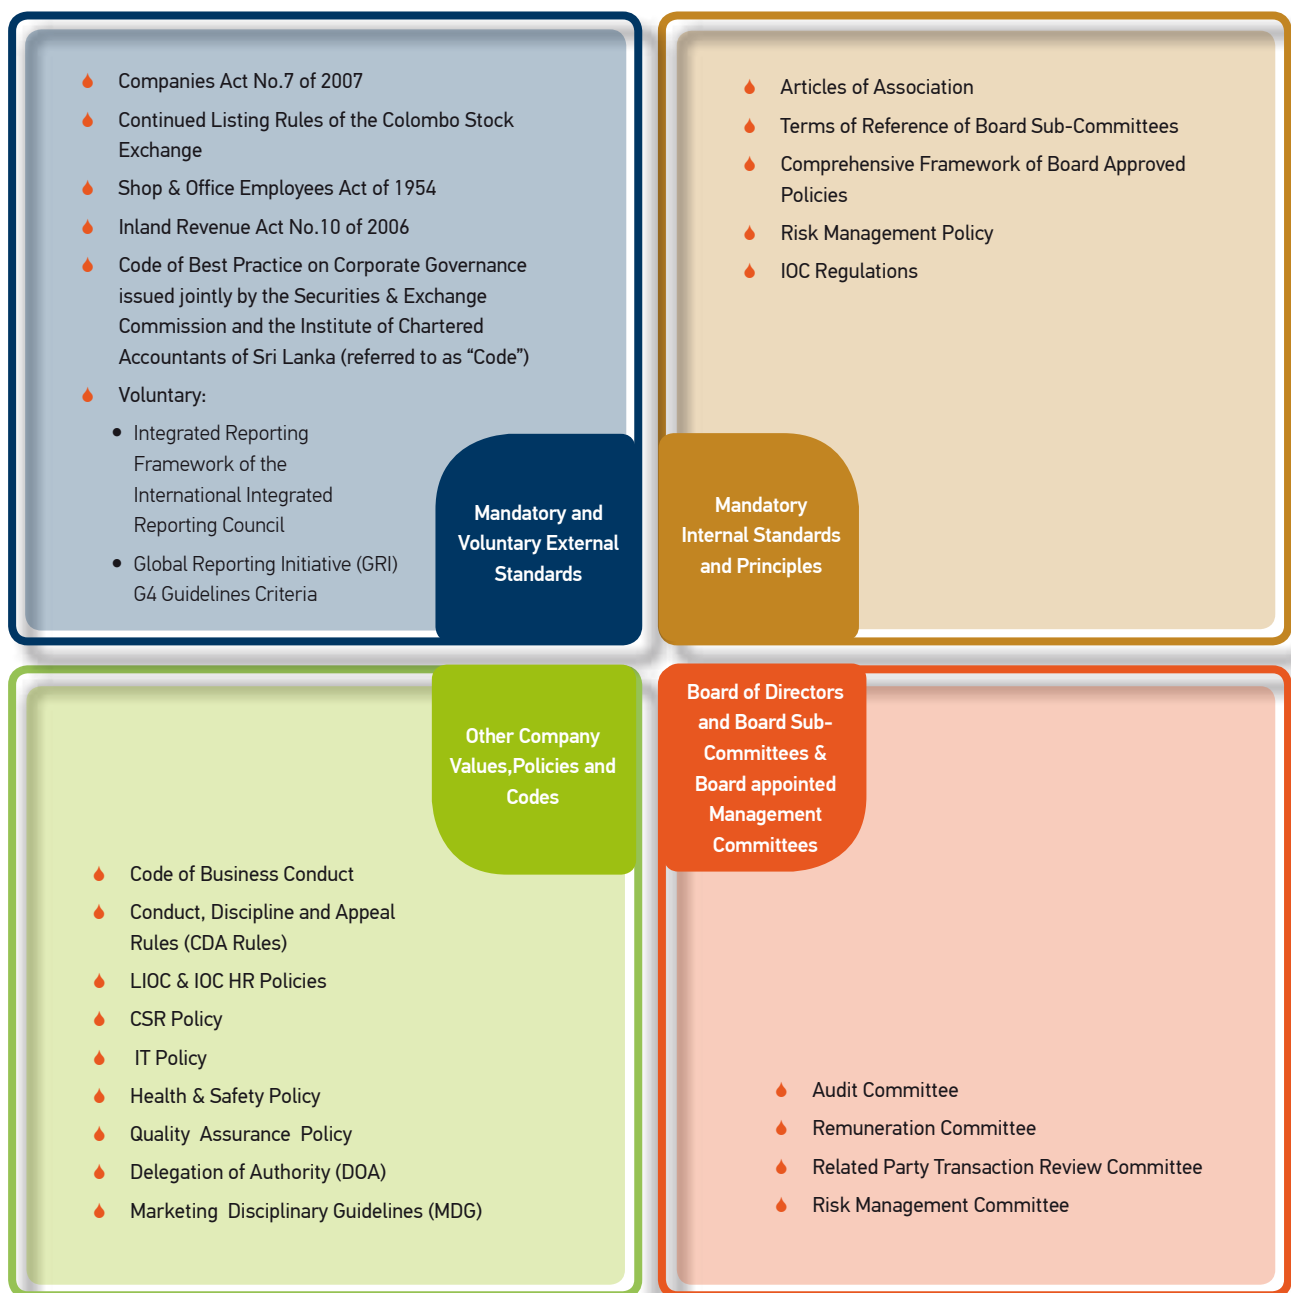 Companies Act No.7 of 2007
Continued Listing Rules of the Colombo Stock
Exchange
Shop & Office Employees Act of 1954
Inland Revenue Act No.10 of 2006
Code of Best Practice on Corporate Governance
issued jointly by the Securities & Exchange
Commission and the Institute of Chartered
Accountants of Sri Lanka (referred to as “Code”)
Voluntary:
Integrated Reporting
Framework of the
International Integrated
Reporting Council
Global Reporting Initiative (GRI)
G4 Guidelines Criteria
Mandatory and
Voluntary External
Standards
Articles of Association
Terms of Reference of Board Sub-Committees
Comprehensive Framework of Board Approved
Policies
Risk Management Policy
IOC Regulations
Mandatory
Internal Standards
and Principles
Other Company
Values,Policies and
Codes
Code of Business Conduct
Conduct, Discipline and Appeal
Rules (CDA Rules)
LIOC & IOC HR Policies
CSR Policy
IT Policy
Health & Safety Policy
Quality Assurance Policy
Delegation of Authority (DOA)
Marketing Disciplinary Guidelines (MDG)
Board of Directors
and Board Sub-
Committees &
Board appointed
Management
Committees
Audit Committee
Remuneration Committee
Related Party Transaction Review Committee
Risk Management Committee